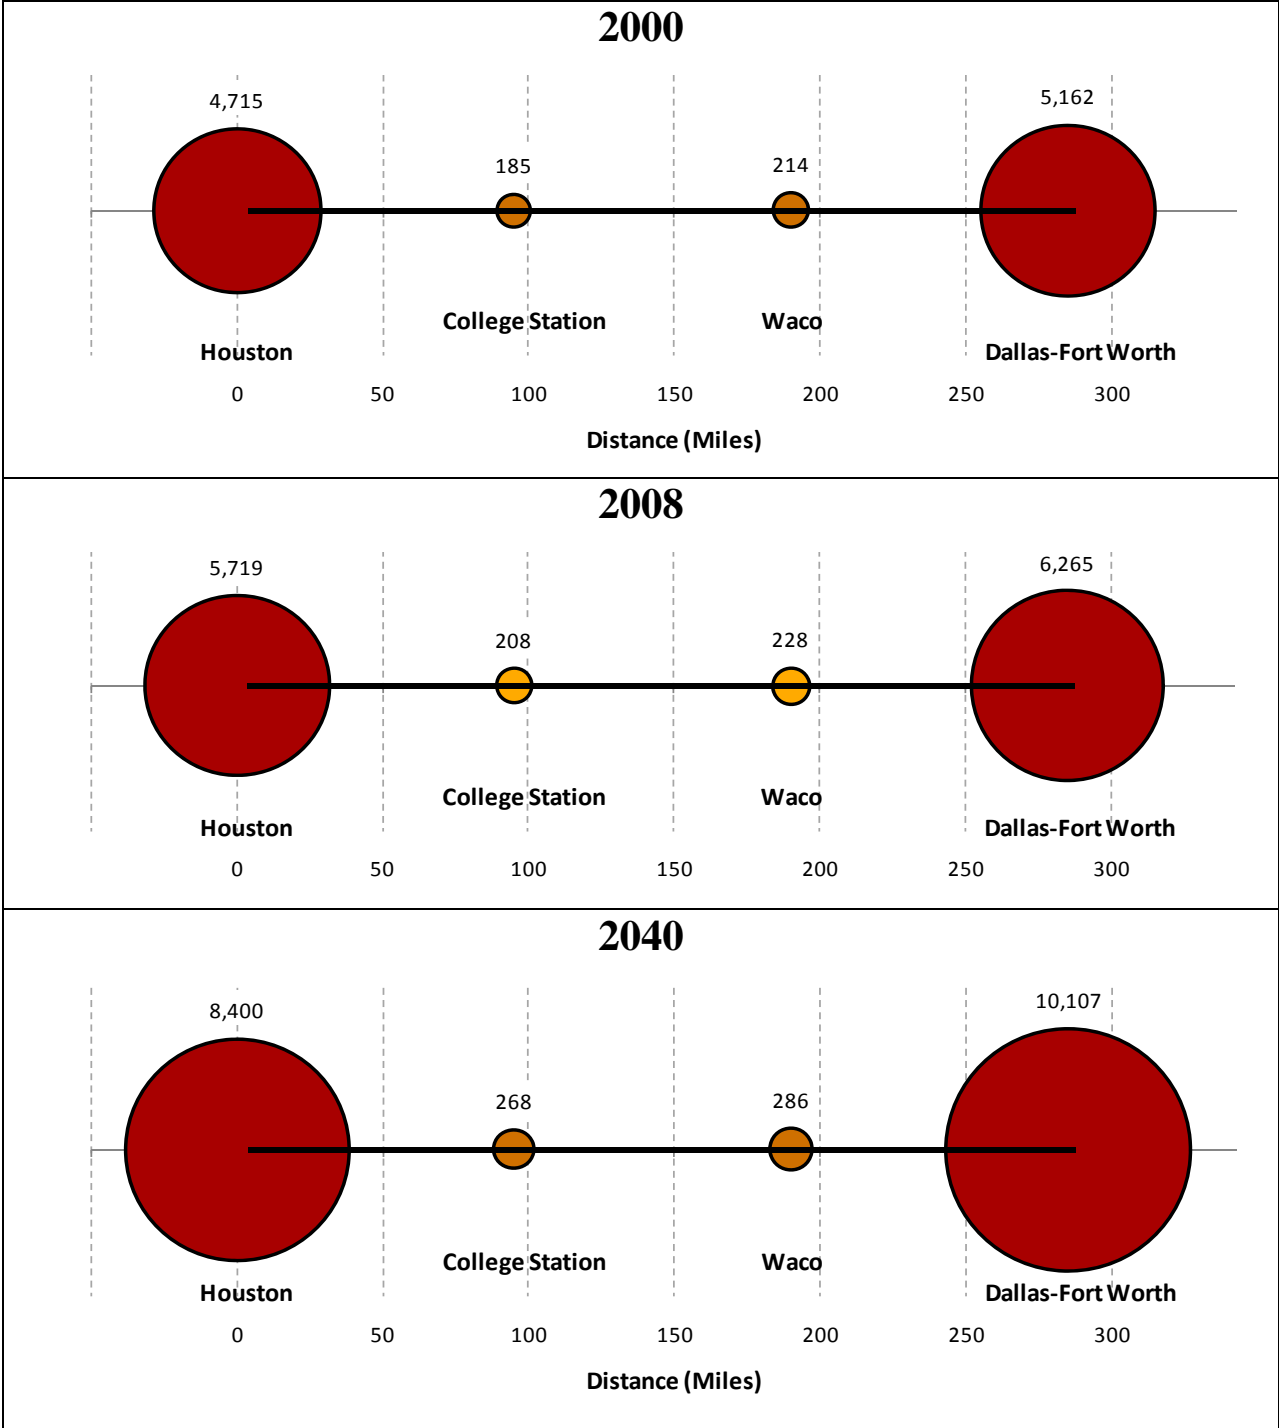 2000
4,715
5,162
185
214
College Station
Waco
Houston
Dallas-Fort Worth
0 50 100 150 200 250 300
Distance (Miles)
2008
5,719
6,265
208
228
College Station
Waco
Houston
Dallas-Fort Worth
0 50 100 150 200 250 300
2040
8,400
10,107
268
286
College Station
Waco
Houston
Dallas-Fort Worth
0 50 100 150 200 250 300
Distance (Miles)